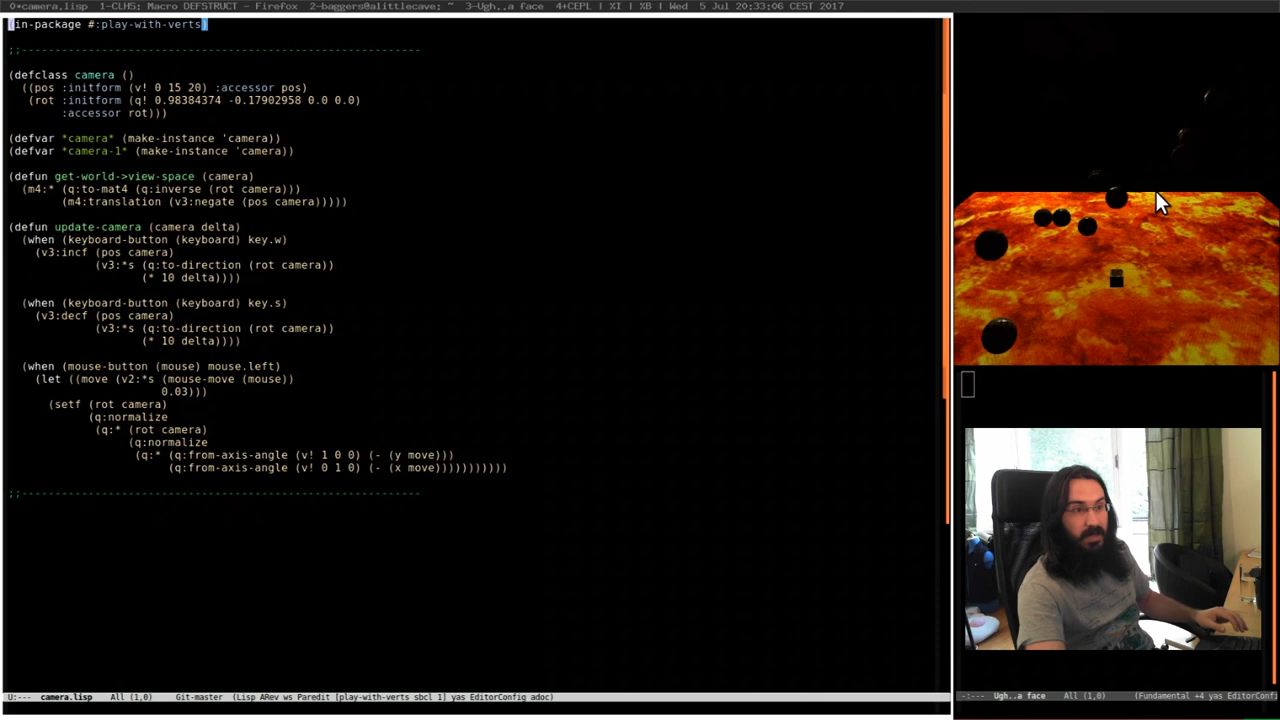 0*camera.lisp 1-CLHS: Macro DEFSTRUCT - Firefox 2-baggers@alittlecave: ~ 3-Ugh..a face 4+CEPL | %I | %B | Wed 5 Jul 20:33:06 CEST 2017
(in-package #:play-with-verts)
;;------------------------------------------------------------
(defclass camera ()
((pos :initform (v! 0 15 20) :accessor pos)
(rot :initform (q! 0.98384374 -0.17902958 0.0 0.0)
:accessor rot)))
(defvar *camera* (make-instance 'camera))
(defvar *camera-1* (make-instance 'camera))
(defun get-world->view-space (camera)
(m4:* (q:to-mat4 (q:inverse (rot camera)))
(m4:translation (v3:negate (pos camera)))))
(defun update-camera (camera delta)
(when (keyboard-button (keyboard) key.w)
(v3:incf (pos camera)
(v3:*s (q:to-direction (rot camera))
(* 10 delta))))
(when (keyboard-button (keyboard) key.s)
(v3:decf (pos camera)
(v3:*s (q:to-direction (rot camera))
(* 10 delta))))
(when (mouse-button (mouse) mouse.left)
(let ((move (v2:*s (mouse-move (mouse))
0.03)))
(setf (rot camera)
(q:normalize
(q:* (rot camera)
(q:normalize
(q:* (q:from-axis-angle (v! 1 0 0) (- (y move)))
(q:from-axis-angle (v! 0 1 0) (- (x move)))))))))))
;;------------------------------------------------------------
U:--- camera.lisp All (1,0) Git-master (Lisp ARev ws Paredit [play-with-verts sbcl 1] yas EditorConfig adoc)
-:--- Ugh..a face All (1,0) (Fundamental +4 yas EditorConfi